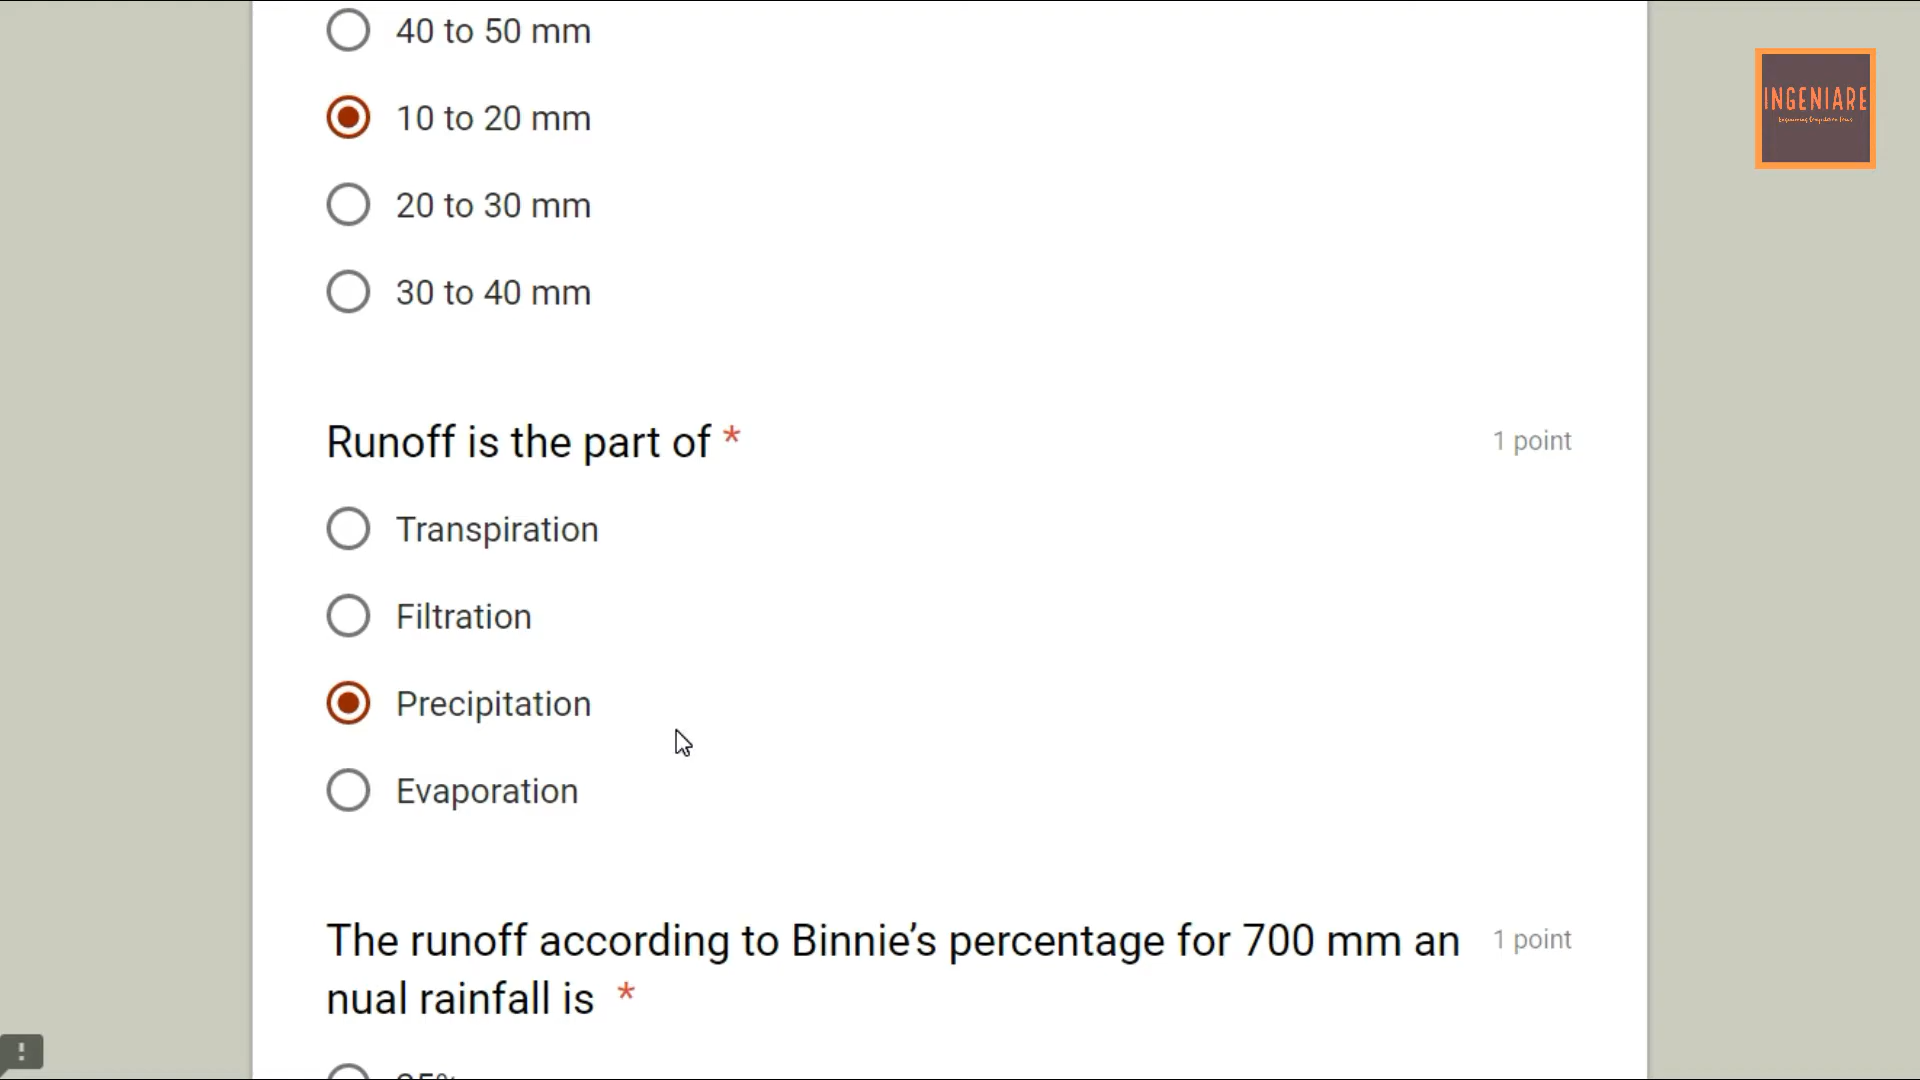 40 to 50 mm
INGENIARE
10 to 20 mm
20 to 30 mm
30 to 40 mm
Runoff is the part of *
1 point
Transpiration
Filtration
Precipitation
Evaporation
The runoff according to Binnie’s percentage for 700 mm an
1 point
nual rainfall is *